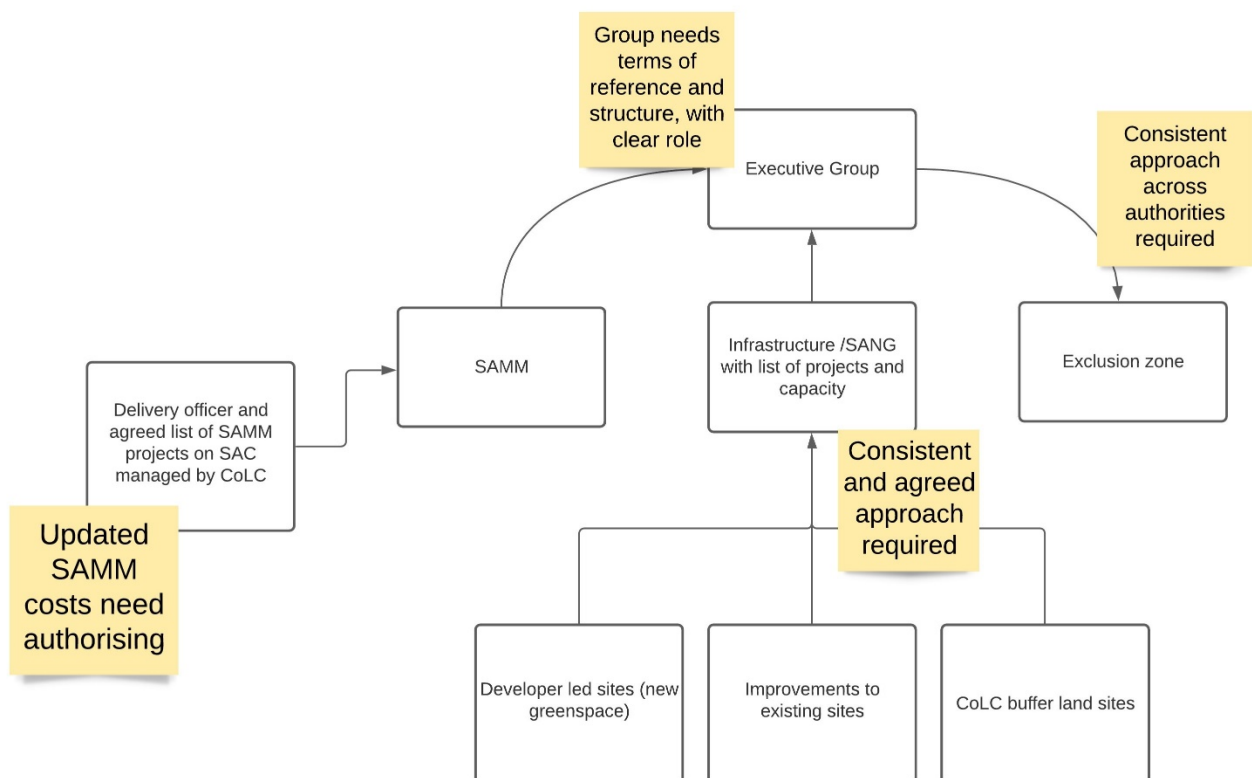 Group needs
terms of
reference and
structure, with
clear role
Executive Group
Consistent
approach
across
authorities
required
SAMM
Infrastructure /SANG
with list of projects and
capacity
Exclusion zone
Delivery officer and
agreed list of SAMM
projects on SAC
managed by CoLC
Updated
SAMM
costs need
authorising
Consistent
and agreed
approach
required
Developer led sites (new
greenspace)
Improvements to
existing sites
CoLC buffer land sites